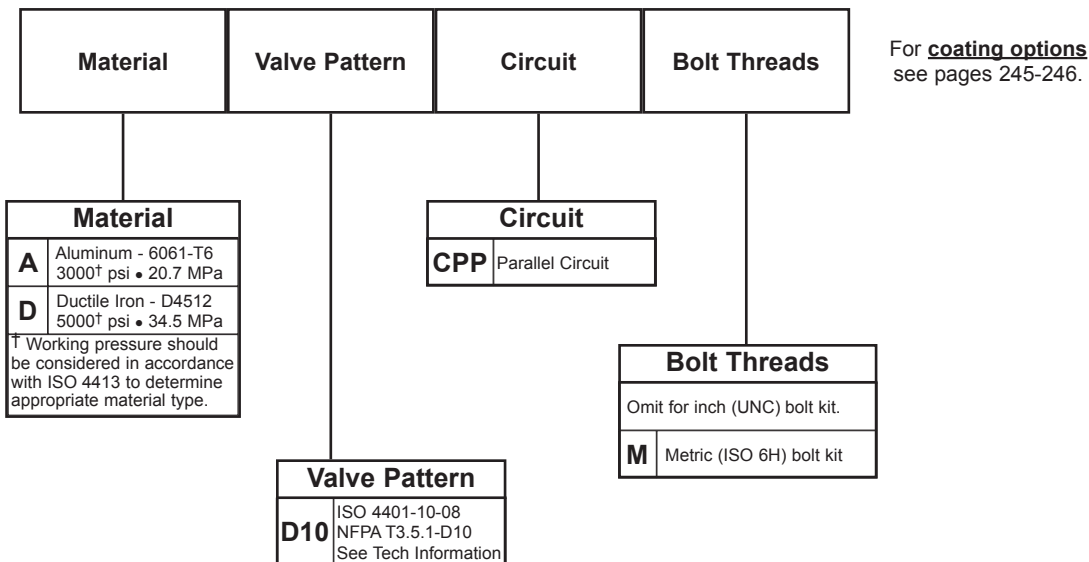 Material
Valve Pattern
Circuit
Bolt Threads
For coating options
see pages 245-246.
Material
A
Aluminum - 6061-T6
3000† psi • 20.7 MPa
D
Ductile Iron - D4512
5000† psi • 34.5 MPa
† Working pressure should
be considered in accordance
with ISO 4413 to determine
appropriate material type.
Circuit
CPP
Parallel Circuit
Bolt Threads
Omit for inch (UNC) bolt kit.
M
Metric (ISO 6H) bolt kit
Valve Pattern
D10
ISO 4401-10-08
NFPA T3.5.1-D10
See Tech Information